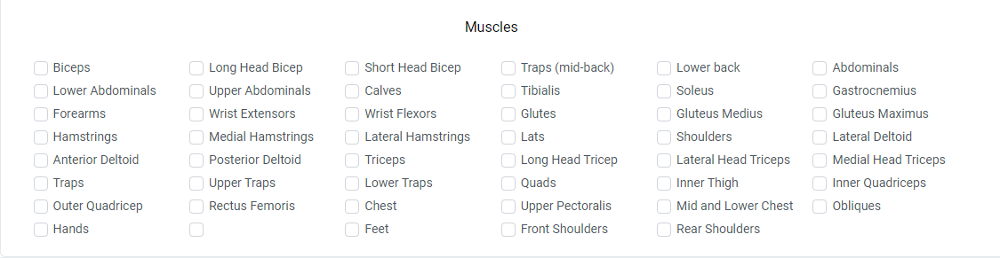 Muscles
Biceps Long Head Bicep Short Head Bicep Traps (mid-back) Lower back Abdominals
Lower Abdominals Upper Abdominals Calves Tibialis Soleus Gastrocnemius
Forearms Wrist Extensors Wrist Flexors Glutes Gluteus Medius Gluteus Maximus
Hamstrings Medial Hamstrings Lateral Hamstrings Lats Shoulders Lateral Deltoid
Anterior Deltoid Posterior Deltoid Triceps Long Head Tricep Lateral Head Triceps Medial Head Triceps
Traps Upper Traps Lower Traps Quads Inner Thigh Inner Quadriceps
Outer Quadricep Rectus Femoris Chest Upper Pectoralis Mid and Lower Chest Obliques
Hands Feet Front Shoulders Rear Shoulders